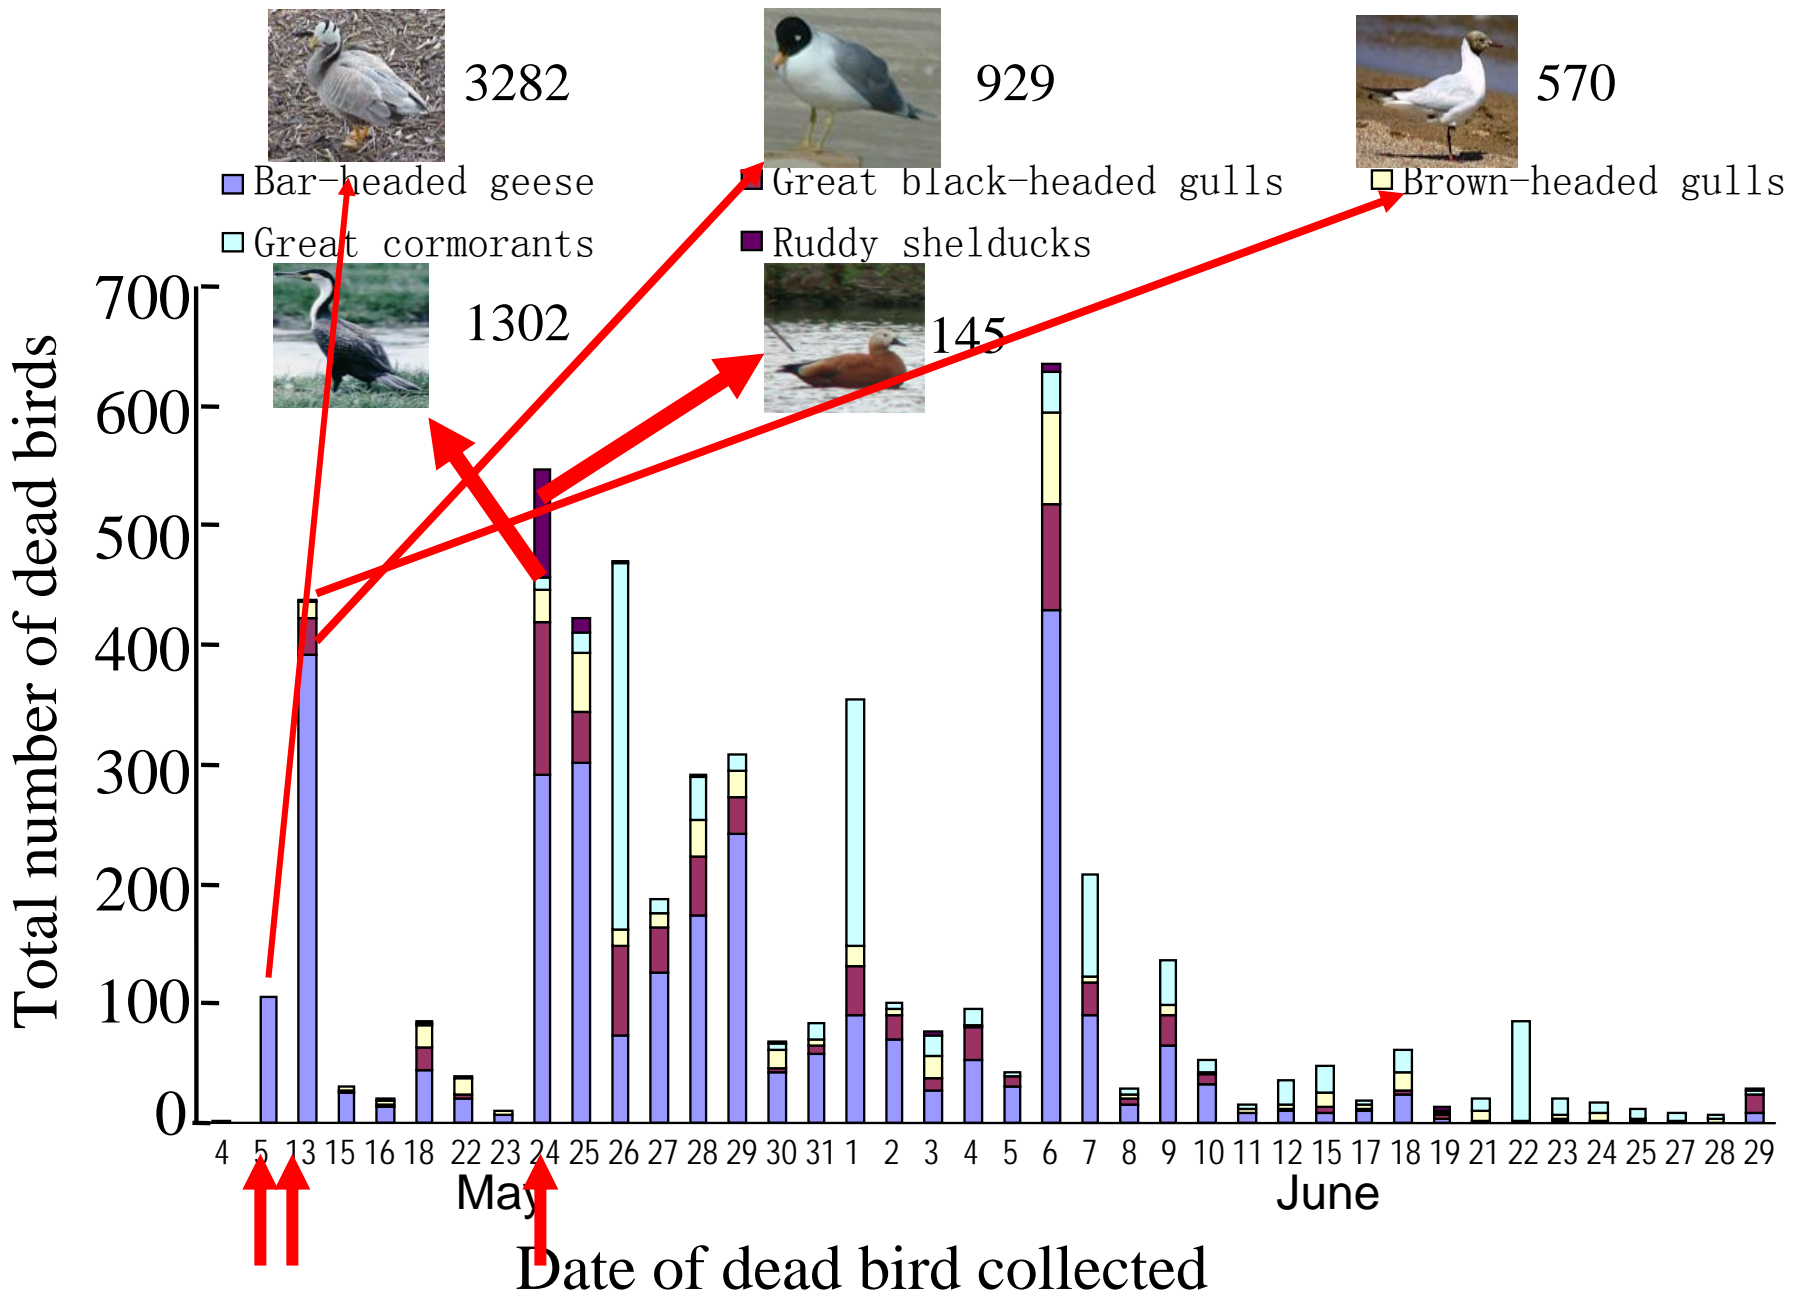 3282
929
570
Bar-headed geese
Great black-headed gulls
Brown-headed gulls
Great cormorants
Ruddy shelducks
1302
145
700
600
500
400
300
200
100
0
Total number of dead birds
4 5 13 15 16 18 22 23 24 25 26 27 28 29 30 31 1 2 3 4 5 6 7 8 9 10 11 12 15 17 18 19 21 22 23 24 25 27 28 29
May
June
Date of dead bird collected